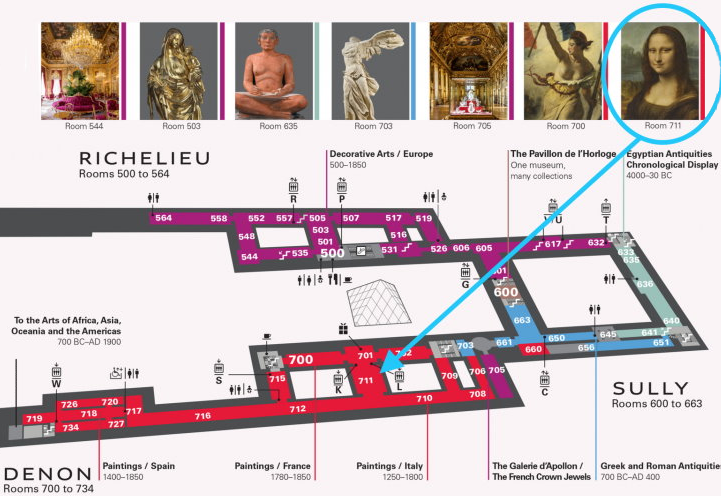 Room 544
Room 503
Room 635
Room 703
Room 705
Room 700
Room 711
RICHELIEU
Rooms 500 to 564
Decorative Arts / Europe
500–1850
The Pavillon de l'Horloge
One museum,
many collections
Egyptian Antiquities
Chronological Display
4000–30 BC
R
P
U
T
564
558
552
557
505
507
517
519
548
503
501
516
544
535
500
531
526
606
605
617
632
633
635
G
601
600
636
663
640
To the Arts of Africa, Asia,
Oceania and the Americas
700 BC–AD 1900
W
S
K
L
C
700
701
702
703
661
650
645
641
651
660
656
715
711
709
706
705
708
710
712
716
726
720
717
719
718
734
727
SULLY
Rooms 600 to 663
DENON
Rooms 700 to 734
Paintings / Spain
1400–1850
Paintings / France
1780–1850
Paintings / Italy
1250–1800
The Galerie d'Apollon /
The French Crown Jewels
Greek and Roman Antiquities
700 BC–AD 400